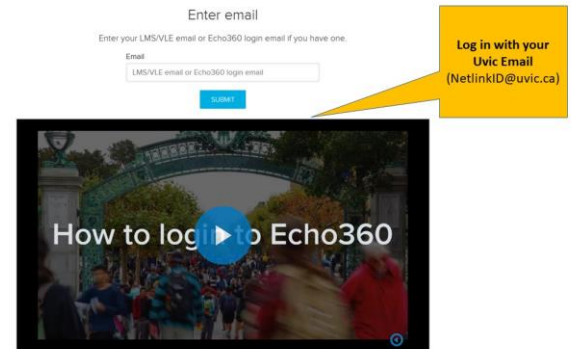 Enter email
Enter your LMS/VLE email or Echo360 login email if you have one.
Email
LMS/VLE email or Echo360 login email
SUBMIT
Log in with your
Uvic Email
(NetlinkID@uvic.ca)
How to login to Echo360